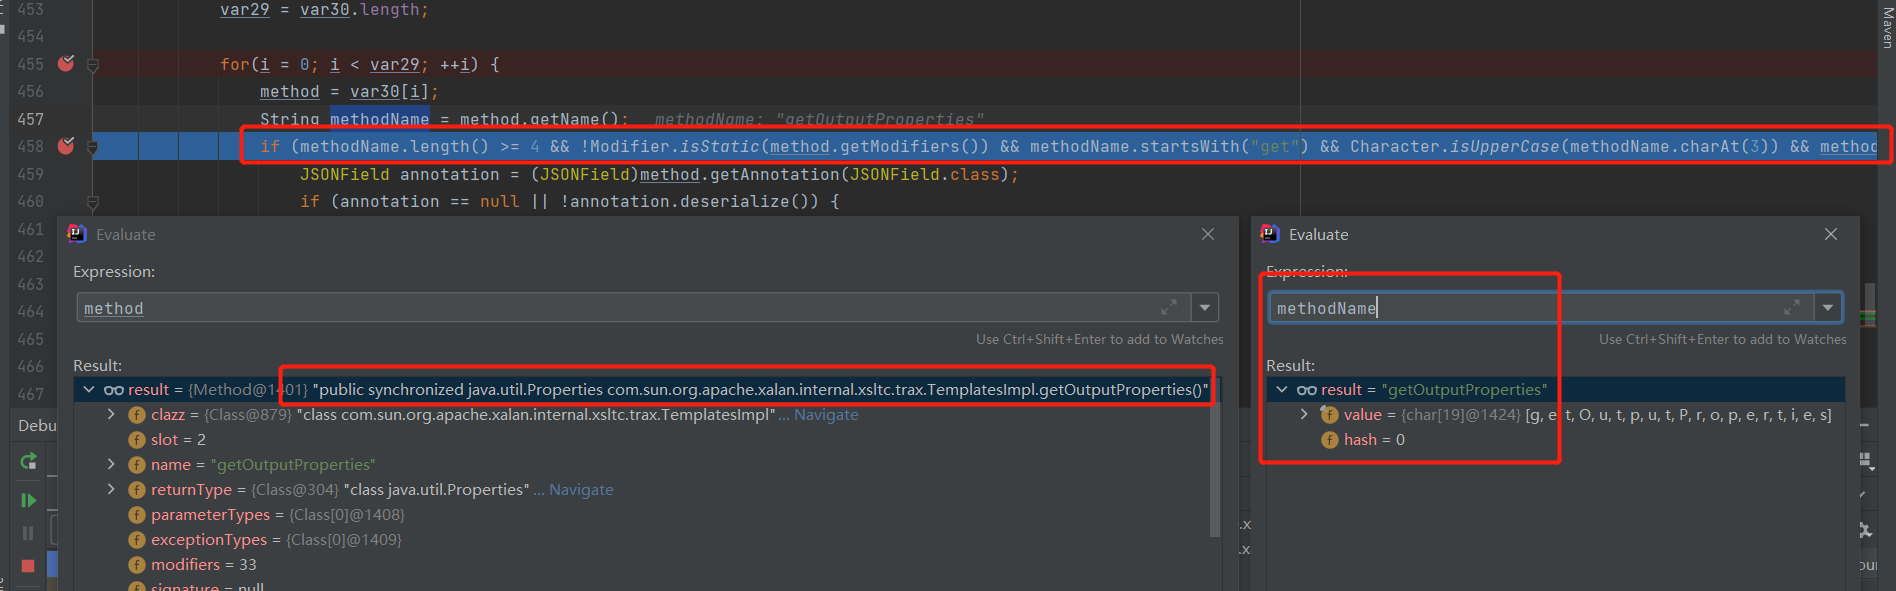 453 var29 = var30.length;
454
455 for(i = 0; i < var29; ++i) {
456 method = var30[i];
457 String methodName = method.getName(); methodName: "getOutputProperties"
458 if (methodName.length() >= 4 && !Modifier.isStatic(method.getModifiers()) && methodName.startsWith("get") && Character.isUpperCase(methodName.charAt(3)) && method
459 JSONField annotation = (JSONField)method.getAnnotation(JSONField.class);
460 if (annotation == null || !annotation.deserialize()) {
461
462
463
464
465
466
467
Maven
Evaluate
Expression:
method
Use Ctrl+Shift+Enter to add to Watches
Result:
result = {Method@1401} "public synchronized java.util.Properties com.sun.org.apache.xalan.internal.xsltc.trax.TemplatesImpl.getOutputProperties()"
clazz = {Class@879} "class com.sun.org.apache.xalan.internal.xsltc.trax.TemplatesImpl"... Navigate
slot = 2
name = "getOutputProperties"
returnType = {Class@304} "class java.util.Properties" ... Navigate
parameterTypes = {Class[0]@1408}
exceptionTypes = {Class[0]@1409}
modifiers = 33
signature = null
Evaluate
Expression:
methodName
Use Ctrl+Shift+Enter to add to Watches
Result:
result = "getOutputProperties"
value = {char[19]@1424} [g, e, t, O, u, t, p, u, t, P, r, o, p, e, r, t, i, e, s]
hash = 0
Debu
.x
.x
our